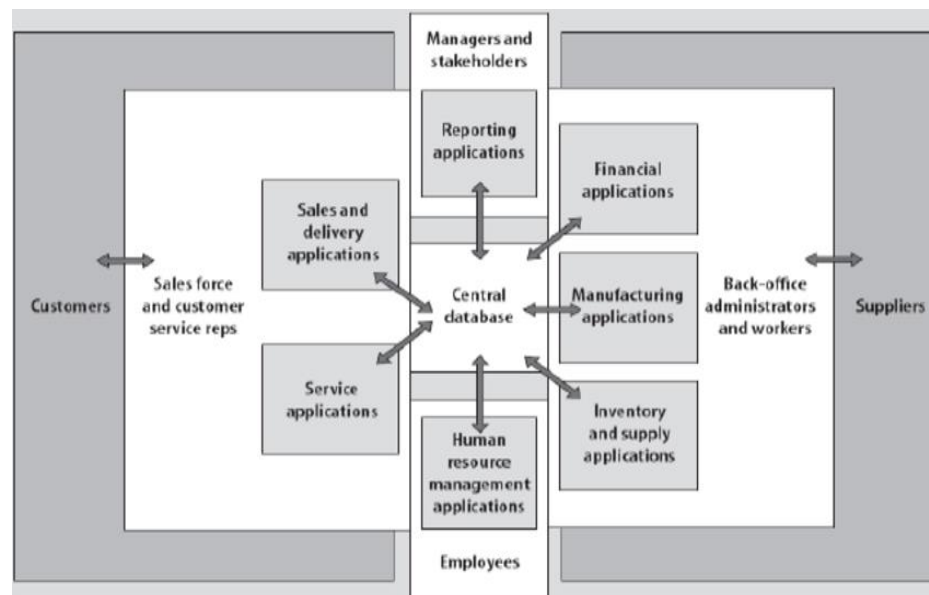 Managers and
stakeholders
Reporting
applications
Financial
applications
Sales and
delivery
applications
Customers
Sales force
and customer
service reps
Central
database
Manufacturing
applications
Back-office
administrators
and workers
Suppliers
Service
applications
Inventory
and supply
applications
Human
resource
management
applications
Employees